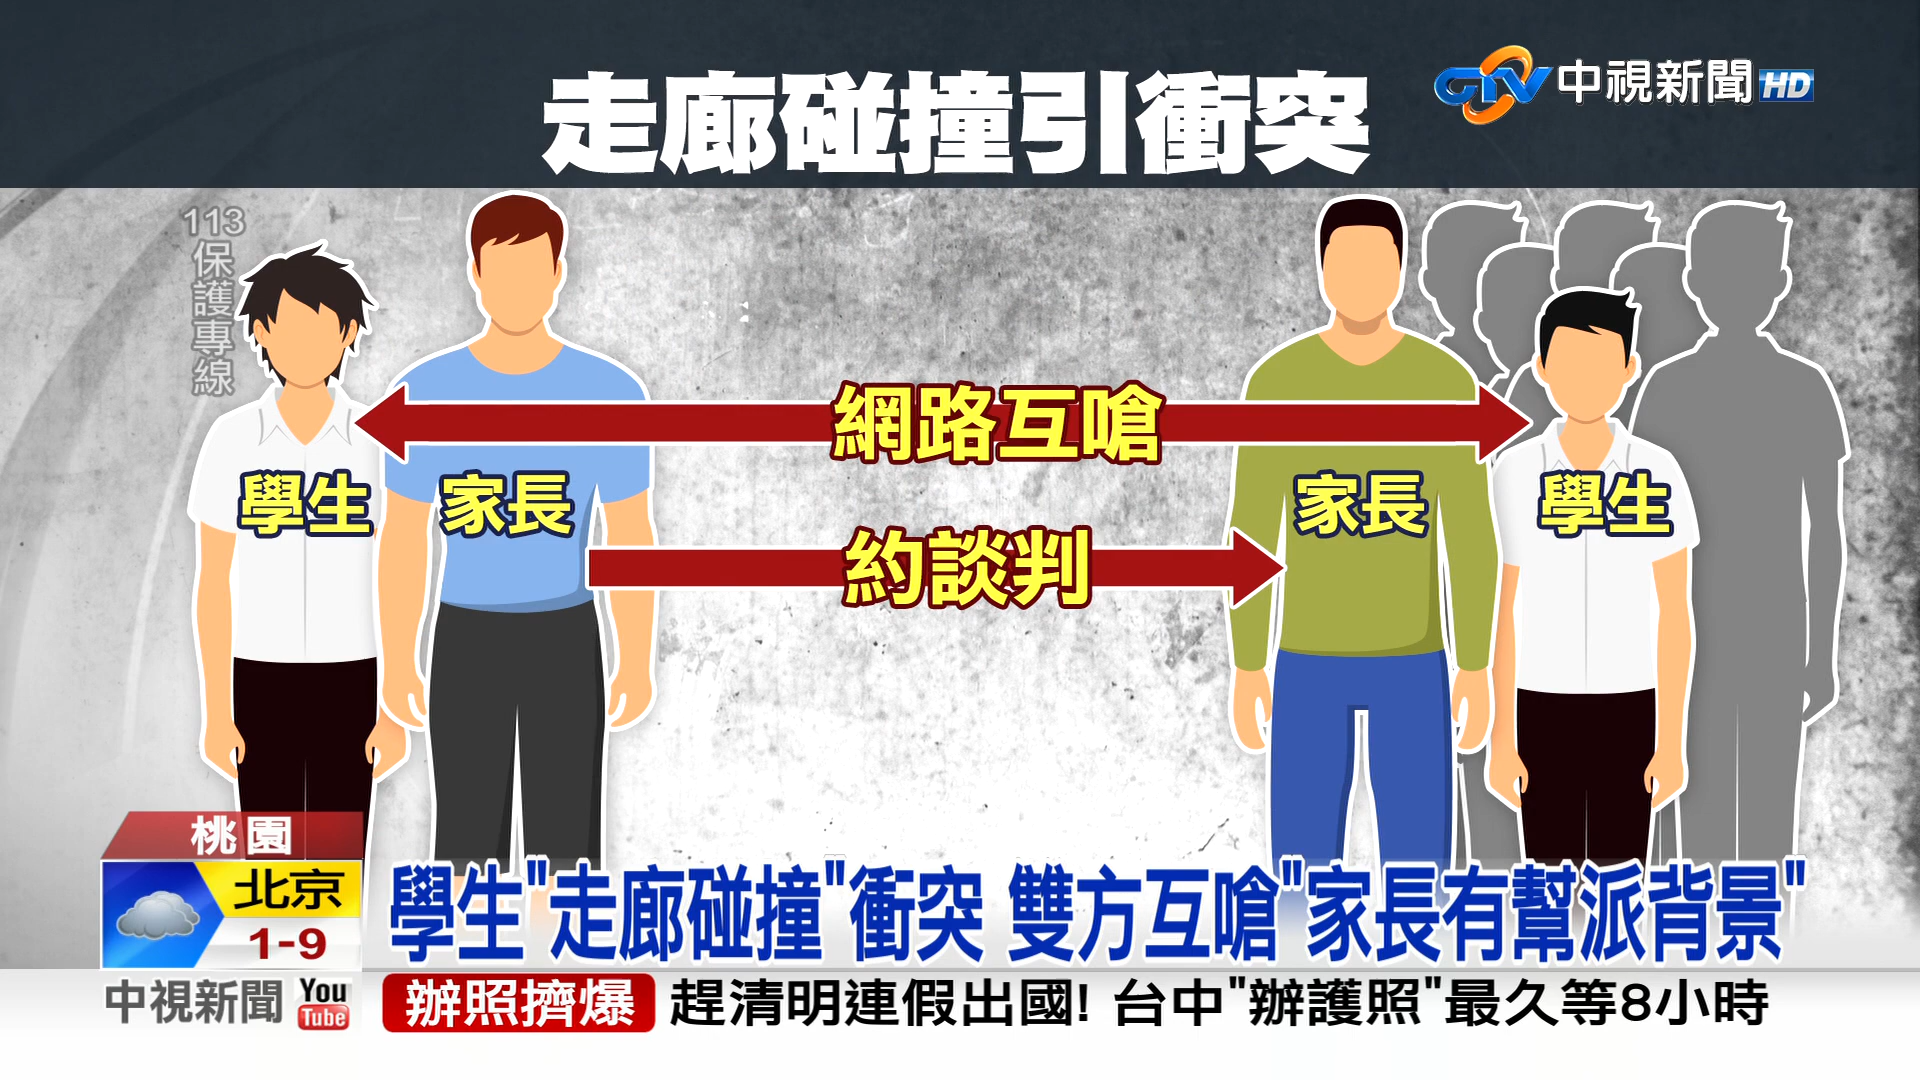 走廊碰撞引衝突
CTV 中視新聞 HD
113
保護專線
網路互嗆
學生 家長 家長 學生
約談判
桃園
北京
1-9
學生"走廊碰撞"衝突 雙方互嗆"家長有幫派背景"
中視新聞 You Tube
辦照擠爆 趕清明連假出國! 台中"辦護照"最久等8小時